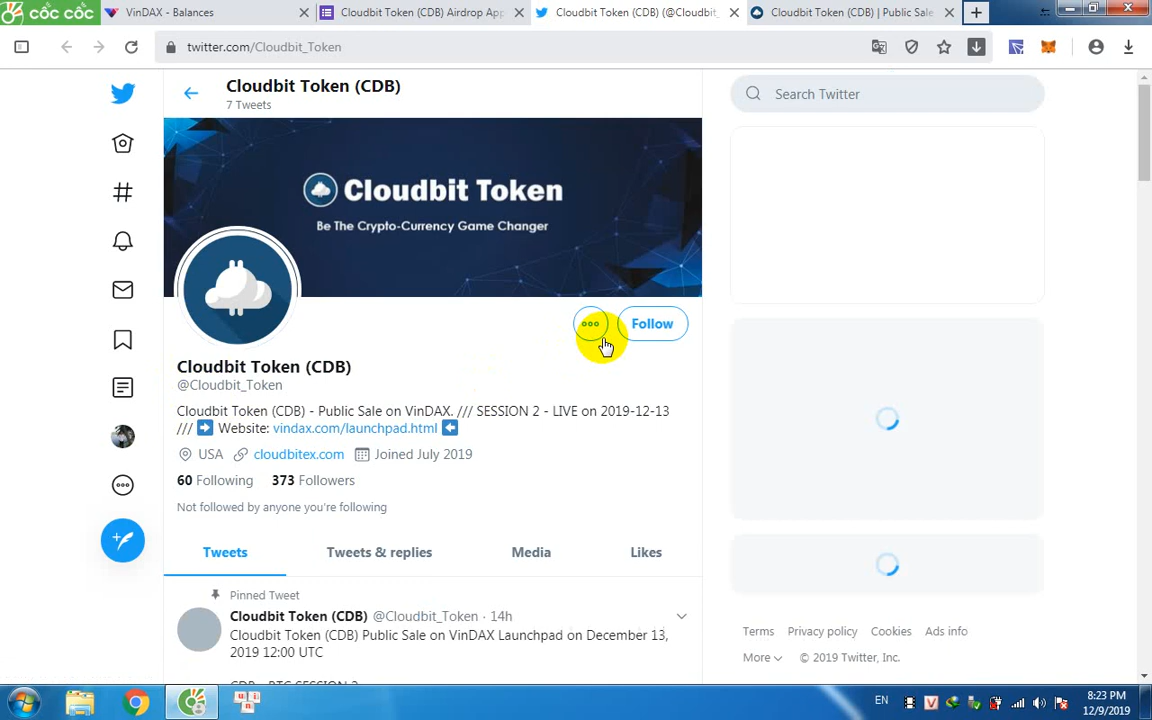 cốc cốc
VinDAX - Balances
Cloudbit Token (CDB) Airdrop App
Cloudbit Token (CDB) (@Cloudbit_
Cloudbit Token (CDB) | Public Sale
twitter.com/Cloudbit_Token
Cloudbit Token (CDB)
7 Tweets
Search Twitter
Cloudbit Token
Be The Crypto-Currency Game Changer
Follow
Cloudbit Token (CDB)
@Cloudbit_Token
Cloudbit Token (CDB) - Public Sale on VinDAX. /// SESSION 2 - LIVE on 2019-12-13
/// ➡ Website: vindax.com/launchpad.html ⬅
USA cloudbitex.com Joined July 2019
60 Following 373 Followers
Not followed by anyone you're following
Tweets Tweets & replies Media Likes
Pinned Tweet
Cloudbit Token (CDB) @Cloudbit_Token · 14h
Cloudbit Token (CDB) Public Sale on VinDAX Launchpad on December 13,
2019 12:00 UTC
CDB - BTC SESSION 2
Terms Privacy policy Cookies Ads info
More © 2019 Twitter, Inc.
EN
8:23 PM
12/9/2019